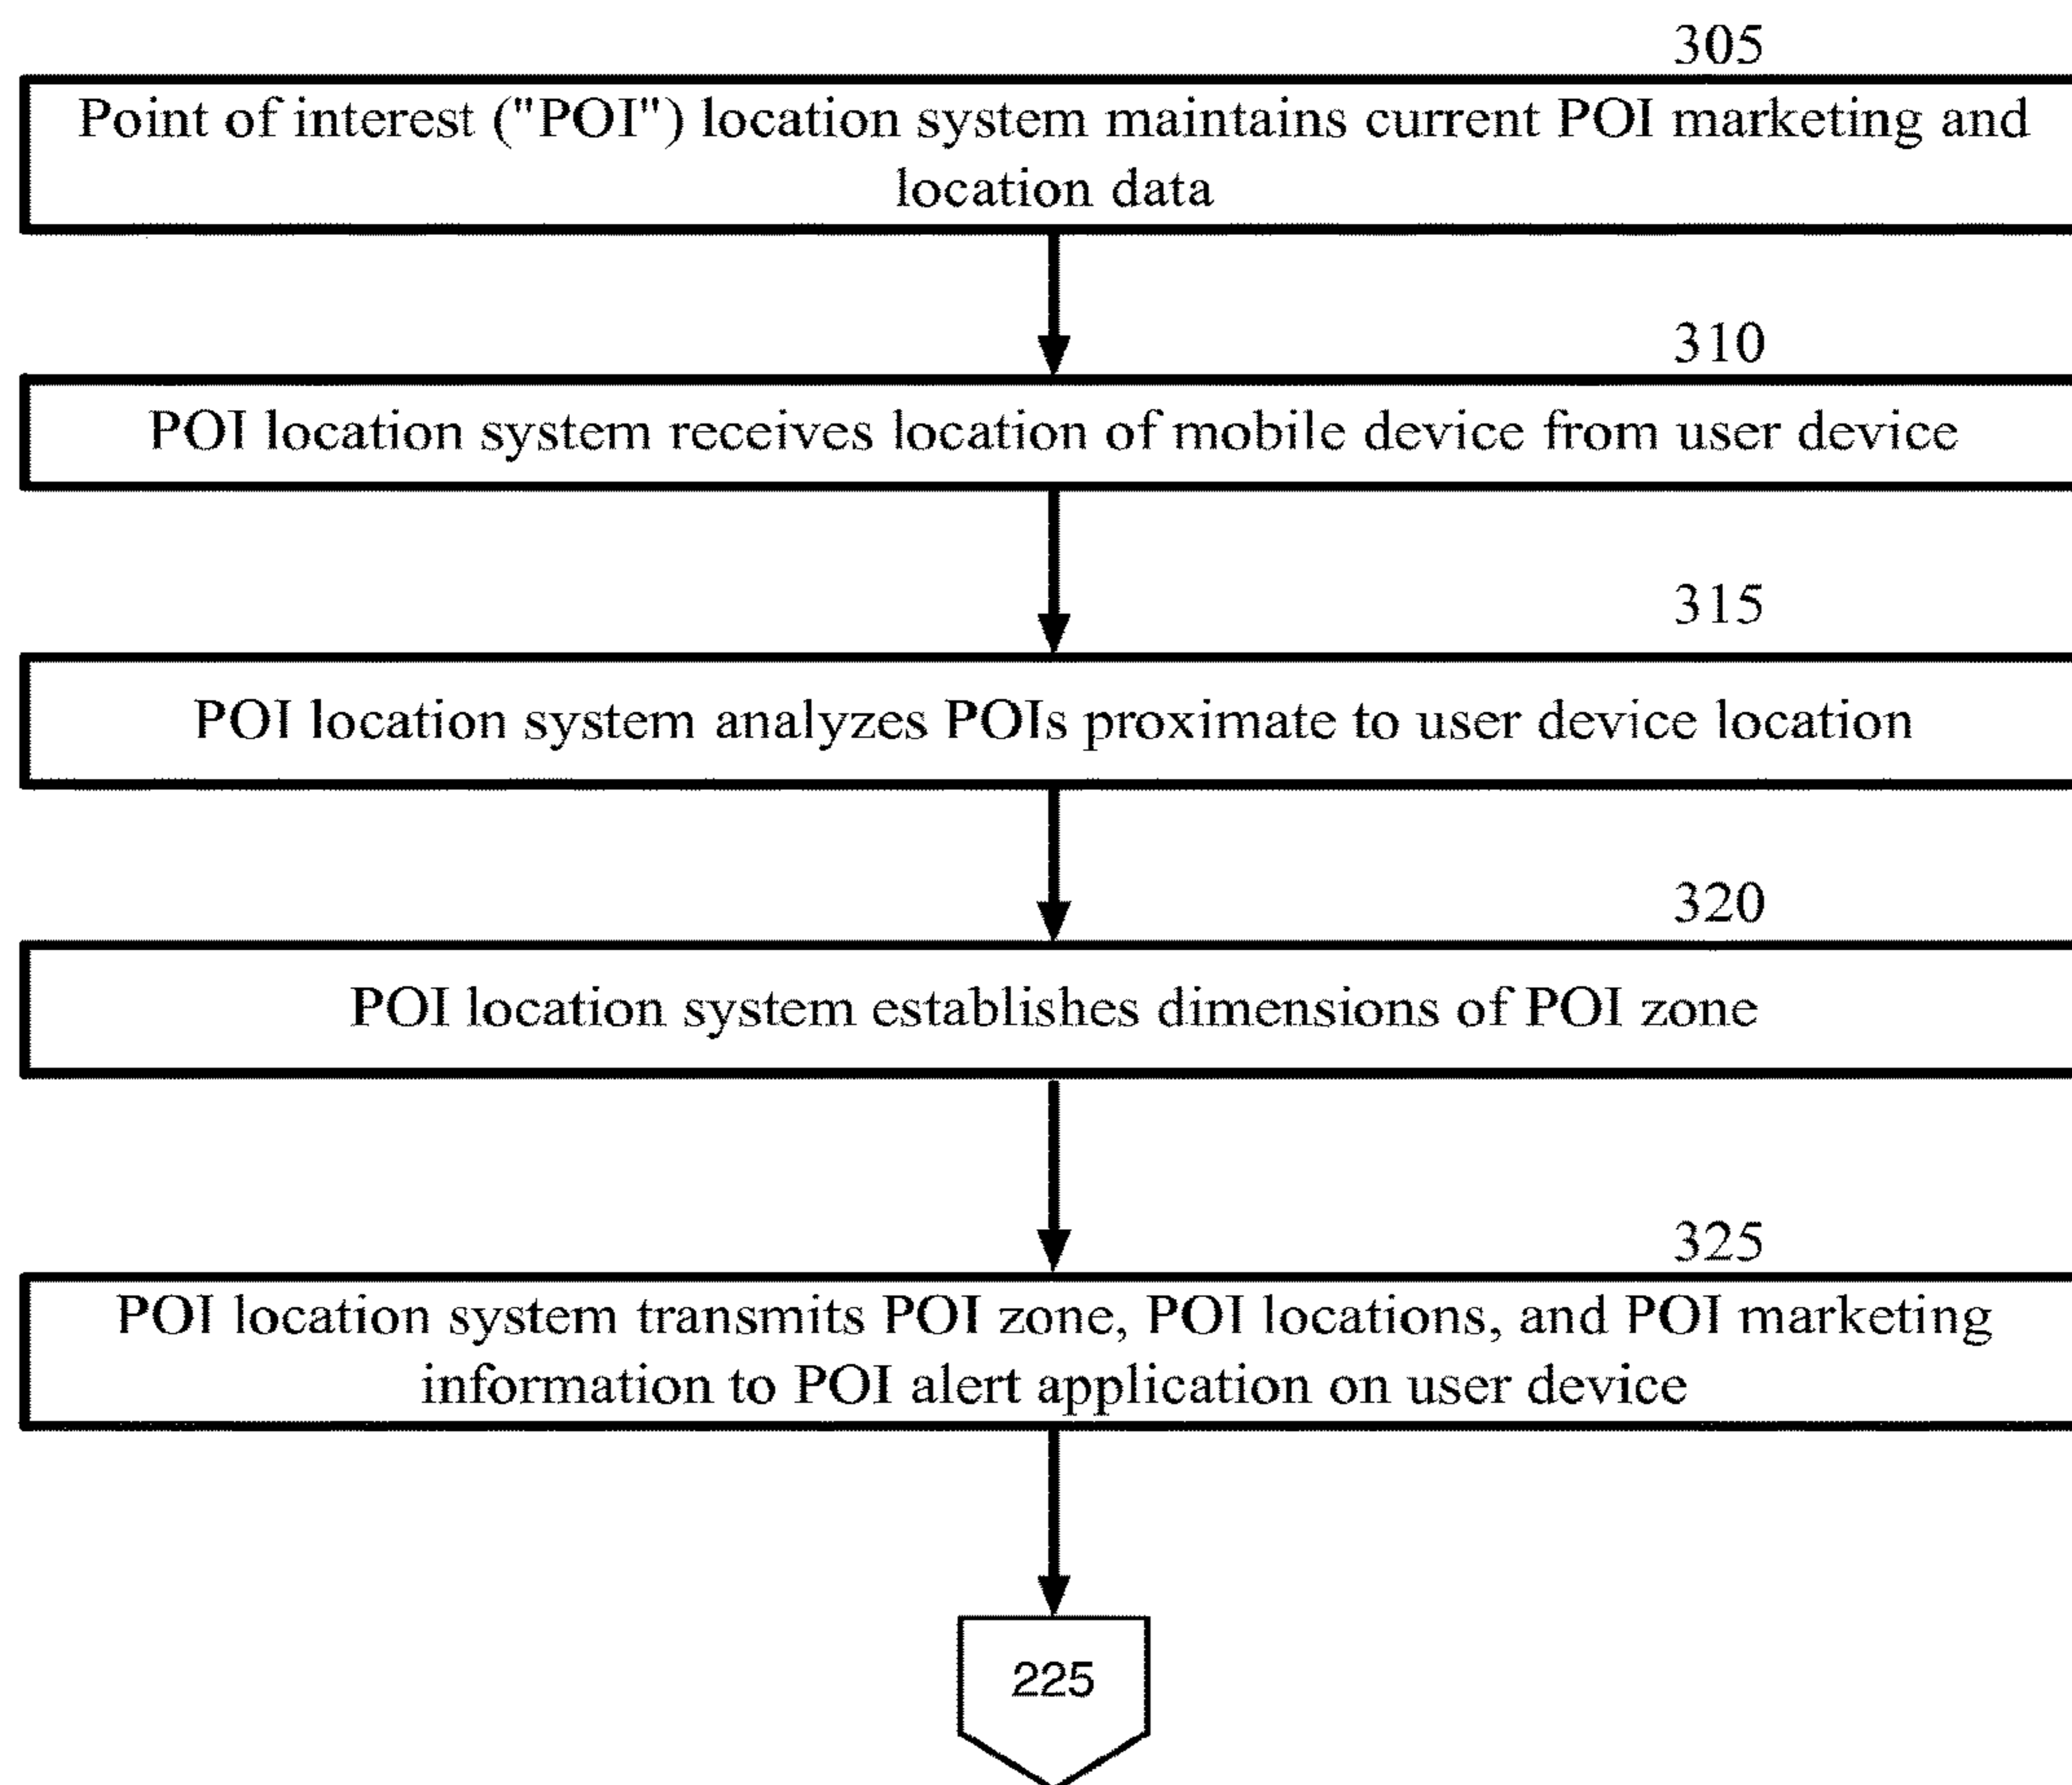 305
Point of interest ("POI") location system maintains current POI marketing and
location data
310
POI location system receives location of mobile device from user device
315
POI location system analyzes POIs proximate to user device location
320
POI location system establishes dimensions of POI zone
325
POI location system transmits POI zone, POI locations, and POI marketing
information to POI alert application on user device
225